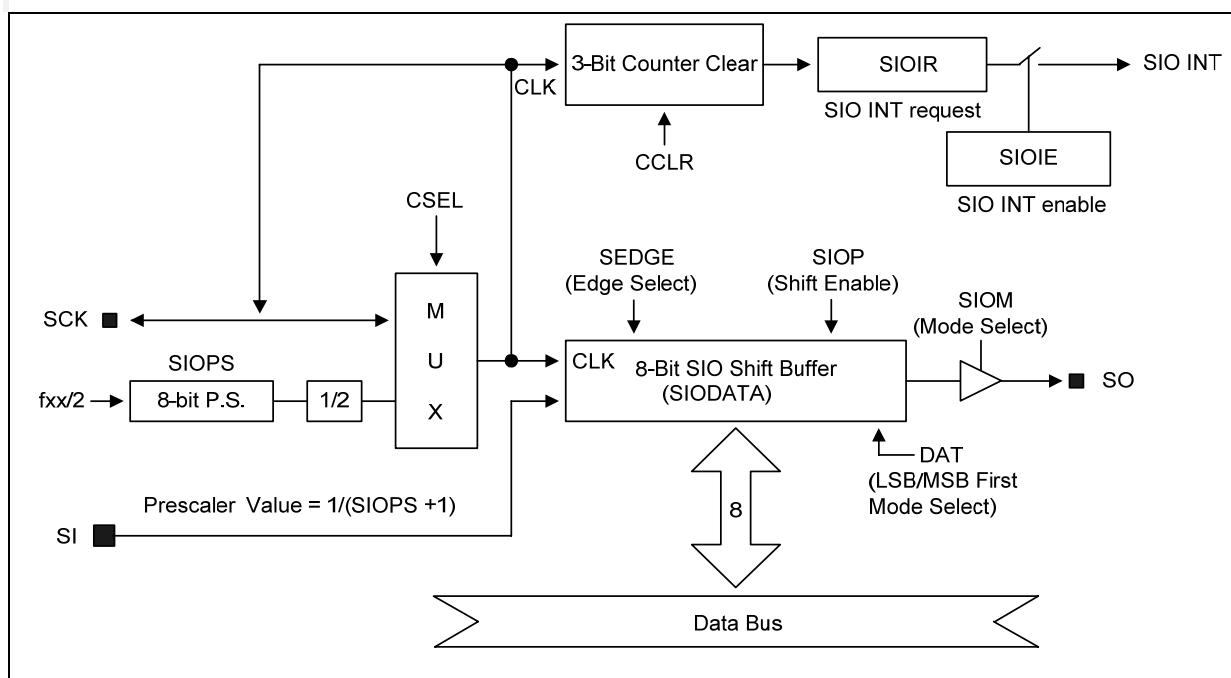 3-Bit Counter Clear
CLK
SIOIR
SIO INT
SIO INT request
CCLR
SIOIE
SIO INT enable
CSEL
SEDGE
(Edge Select)
SIOP
(Shift Enable)
SIOM
(Mode Select)
SCK
M
U
X
SIOPS
fxx/2
8-bit P.S.
1/2
CLK
8-Bit SIO Shift Buffer
(SIODATA)
SO
DAT
(LSB/MSB First
Mode Select)
Prescaler Value = 1/(SIOPS +1)
SI
8
Data Bus